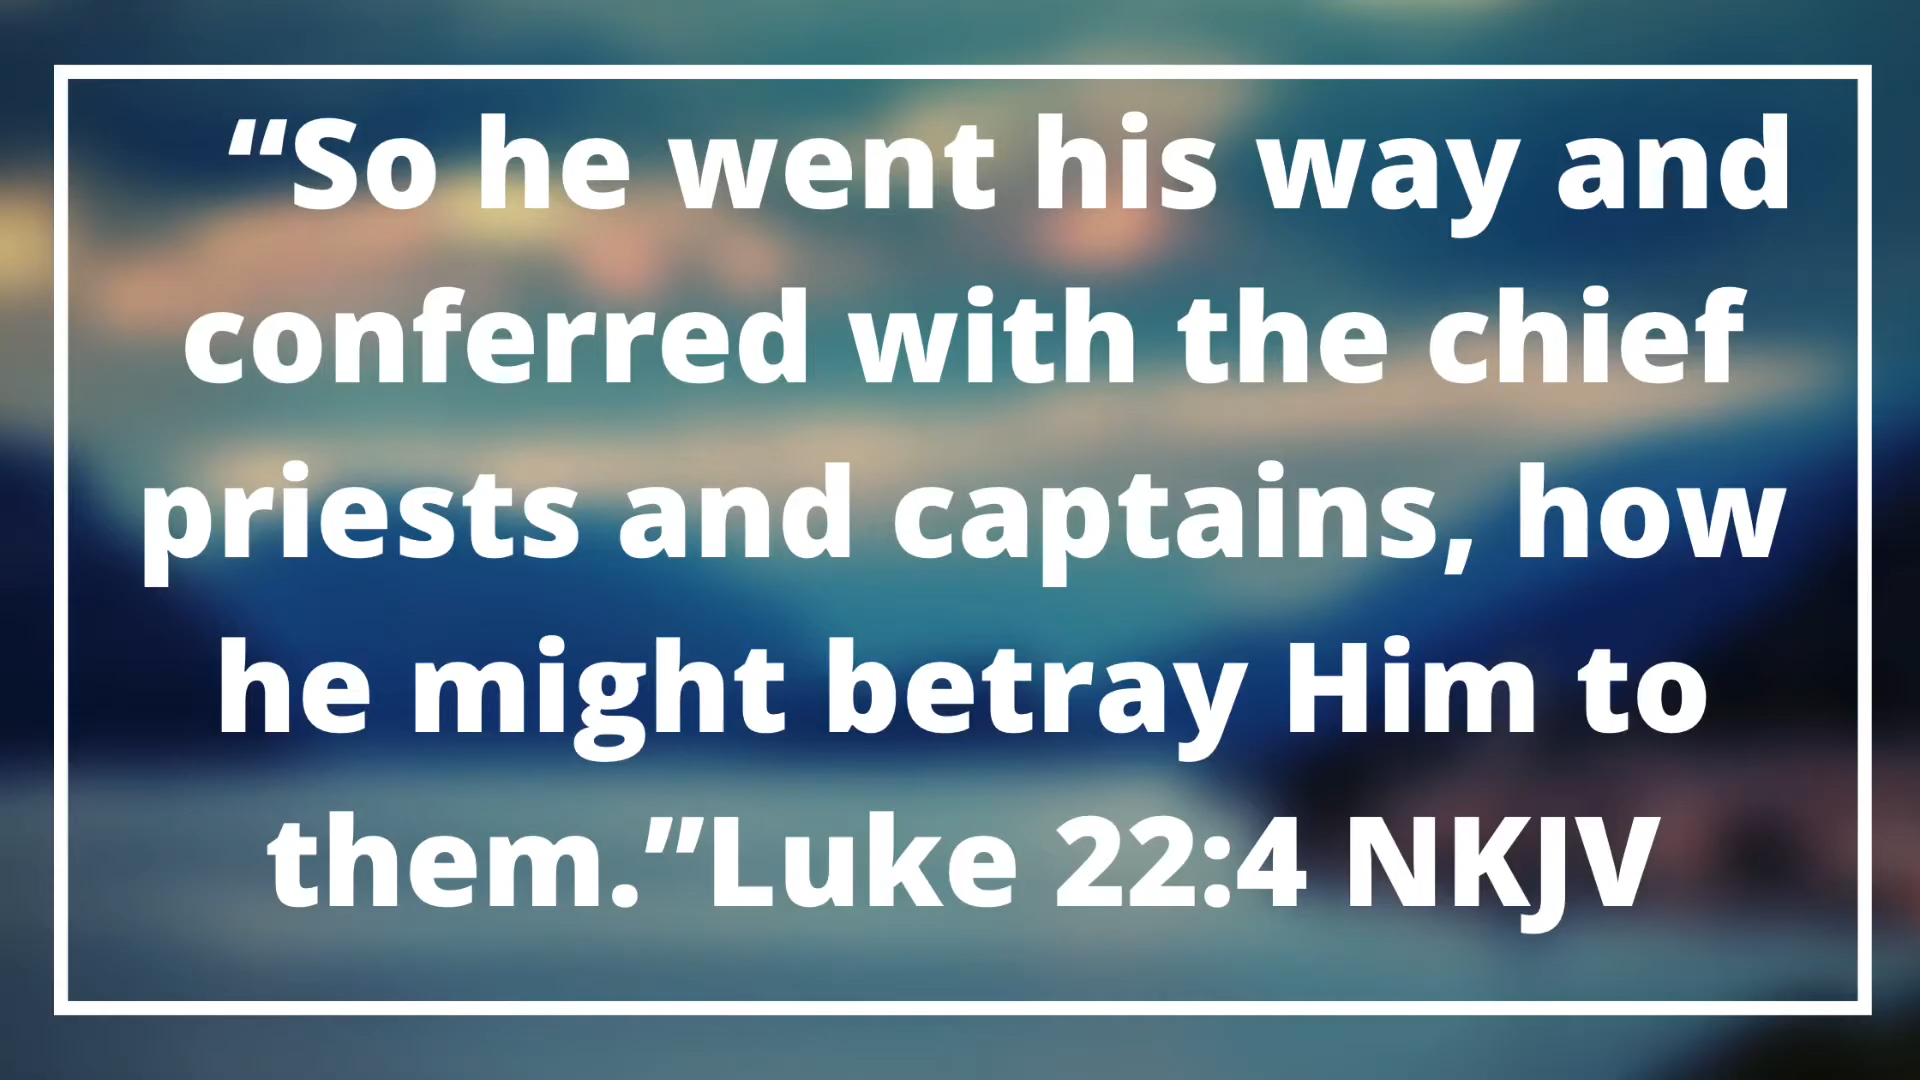 “So he went his way and
conferred with the chief
priests and captains, how
he might betray Him to
them.”Luke 22:4 NKJV